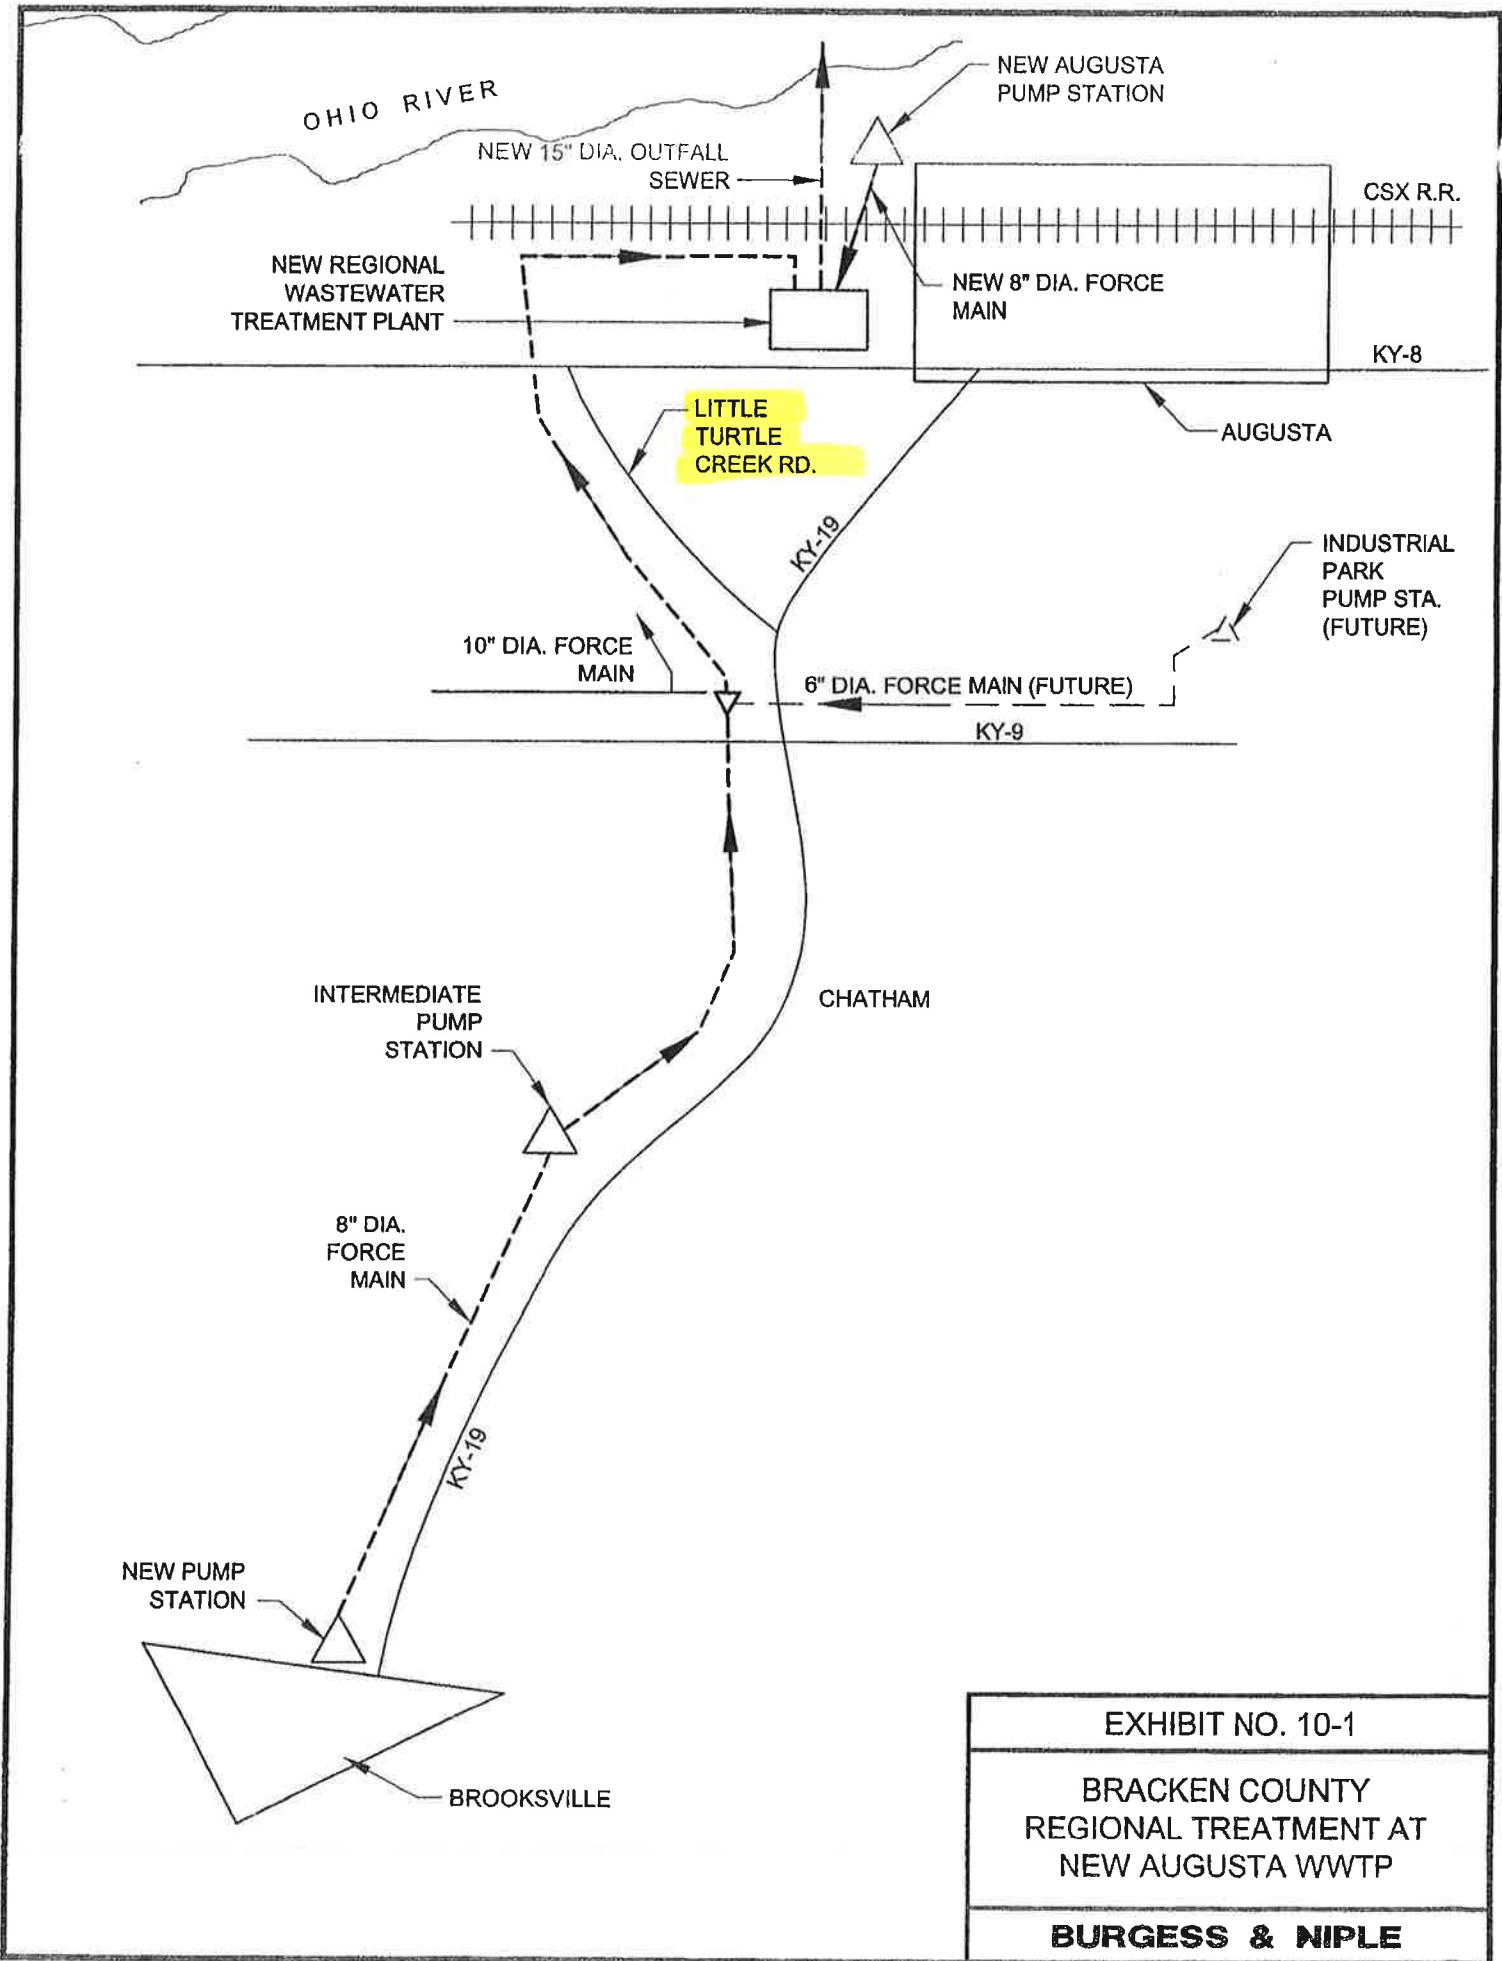 OHIO RIVER
NEW AUGUSTA
PUMP STATION
NEW 15" DIA. OUTFALL
SEWER
CSX R.R.
NEW REGIONAL
WASTEWATER
TREATMENT PLANT
NEW 8" DIA. FORCE
MAIN
KY-8
LITTLE
TURTLE
CREEK RD.
AUGUSTA
KY-19
INDUSTRIAL
PARK
PUMP STA.
(FUTURE)
10" DIA. FORCE
MAIN
6" DIA. FORCE MAIN (FUTURE)
KY-9
CHATHAM
INTERMEDIATE
PUMP
STATION
8" DIA.
FORCE
MAIN
KY-19
NEW PUMP
STATION
BROOKSVILLE
EXHIBIT NO. 10-1
BRACKEN COUNTY
REGIONAL TREATMENT AT
NEW AUGUSTA WWTP
BURGESS & NIPLE